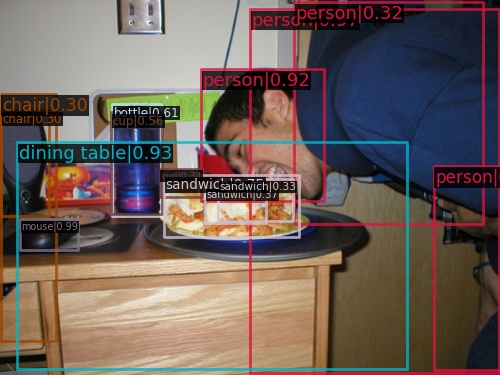 person|0.32
person|0.97
person|0.92
chair|0.30
chair|0.30
bottle|0.61
cup|0.56
dining table|0.93
person|
sandwich|0.33
sandwich|0.37
mouse|0.99